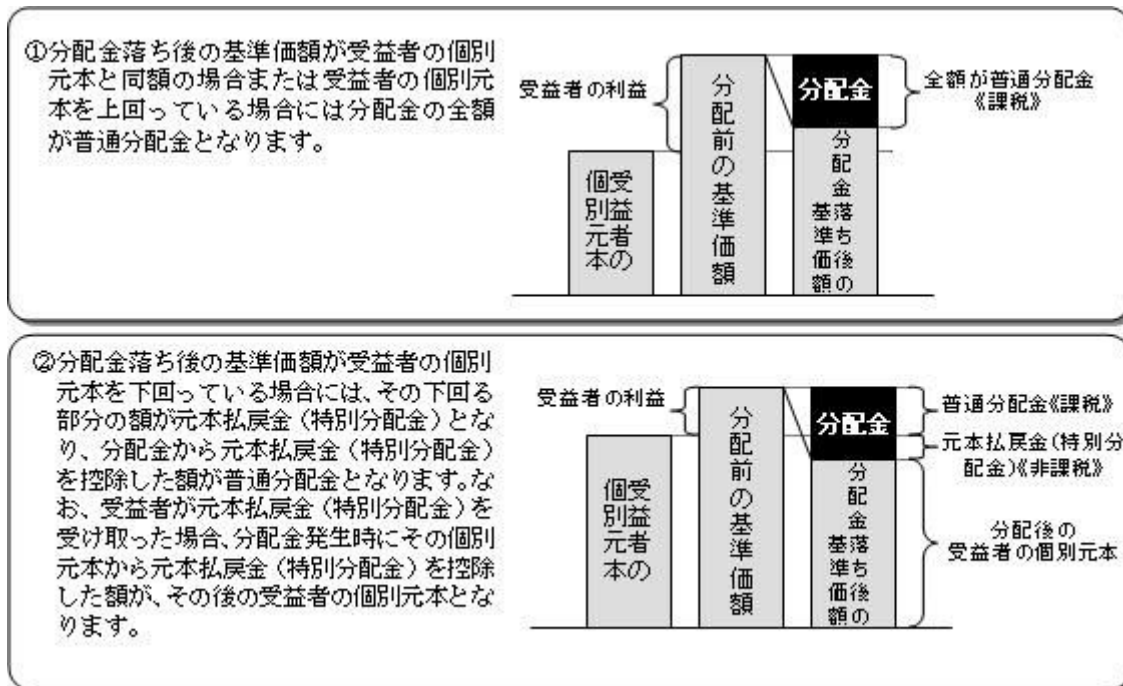 ①分配金落ち後の基準価額が受益者の個別
元本と同額の場合または受益者の個別元
本を上回っている場合には分配金の全額
が普通分配金となります。
受益者の利益
受益者の
個別元本
分配前の基準価額
分配金
分配金落ち後の
基準価額
全額が普通分配金
《課税》
②分配金落ち後の基準価額が受益者の個別
元本を下回っている場合には、その下回る
部分の額が元本払戻金（特別分配金）とな
り、分配金から元本払戻金（特別分配金）
を控除した額が普通分配金となります。な
お、受益者が元本払戻金（特別分配金）を
受け取った場合、分配金発生時にその個別
元本から元本払戻金（特別分配金）を控除
した額が、その後の受益者の個別元本とな
ります。
受益者の利益
受益者の
個別元本
分配前の基準価額
分配金
分配金落ち後の
基準価額
普通分配金《課税》
元本払戻金(特別分
配金)《非課税》
分配後の
受益者の個別元本